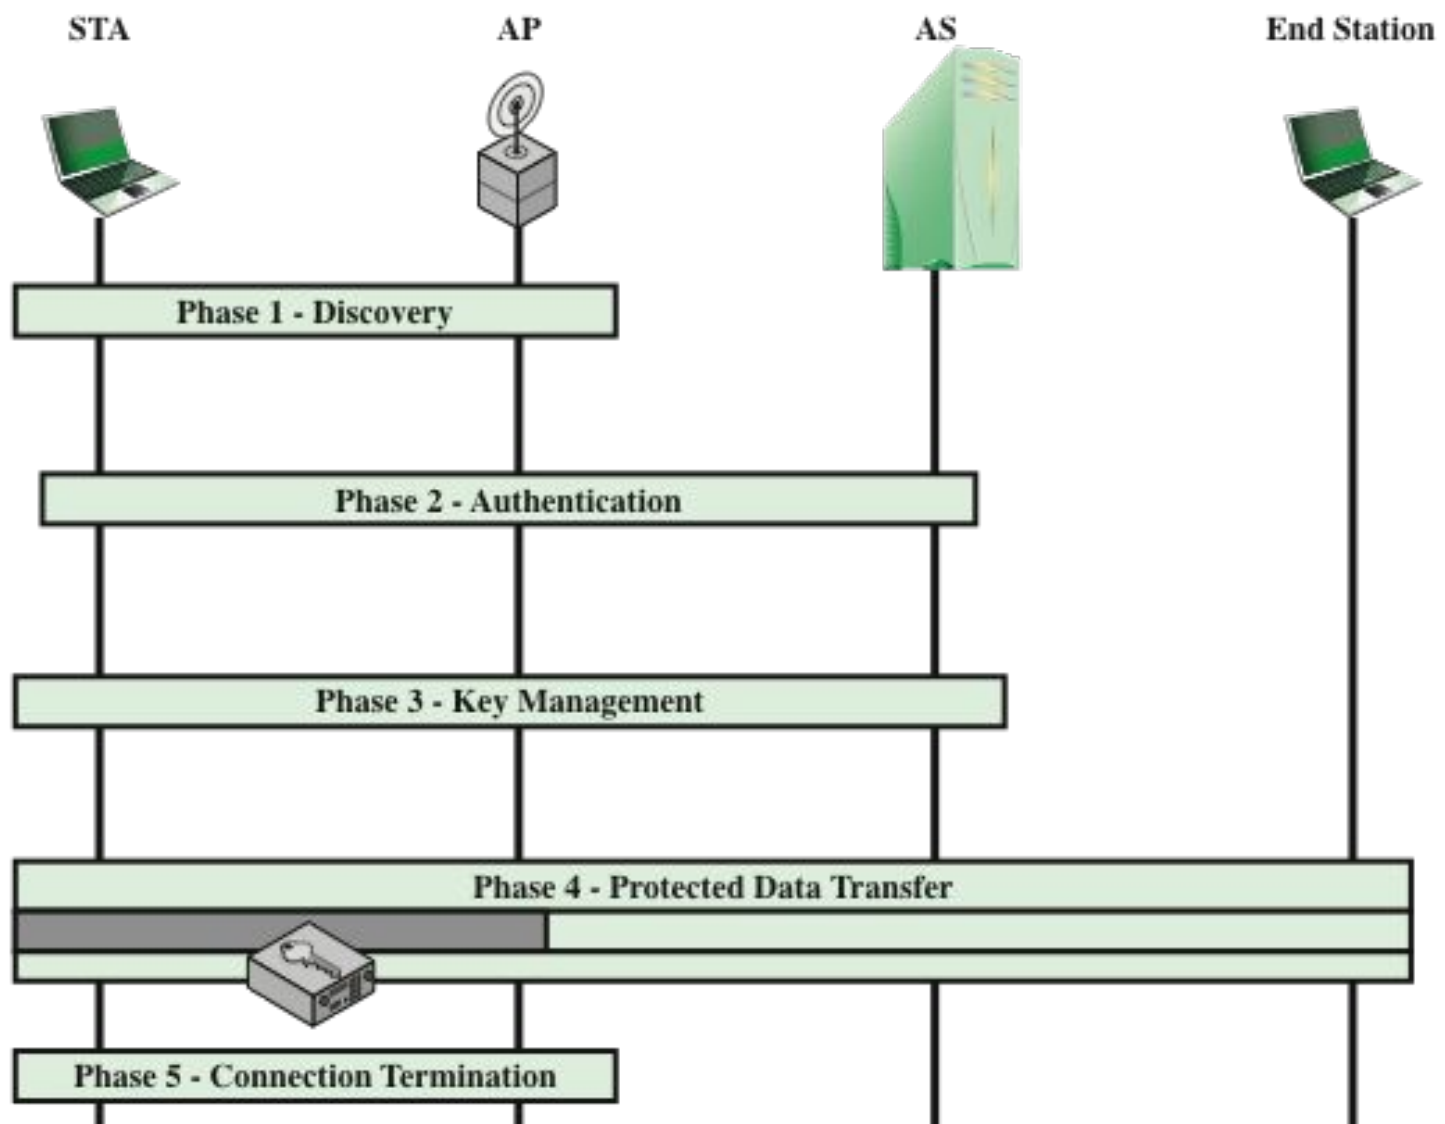 STA
AP
AS
End Station
Phase 1 - Discovery
Phase 2 - Authentication
Phase 3 - Key Management
Phase 4 - Protected Data Transfer
Phase 5 - Connection Termination